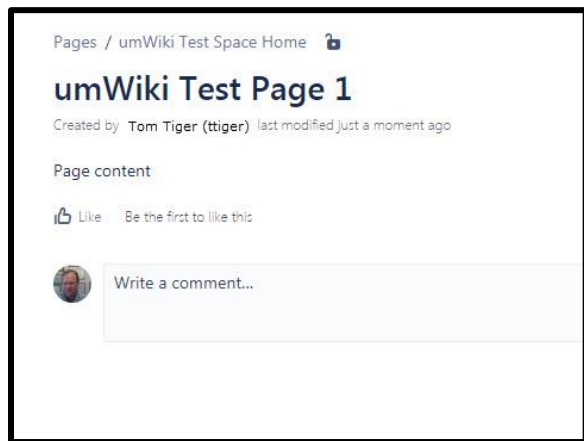 Pages / umWiki Test Space Home
umWiki Test Page 1
Created by Tom Tiger (ttiger) last modified just a moment ago
Page content
Like Be the first to like this
Write a comment...